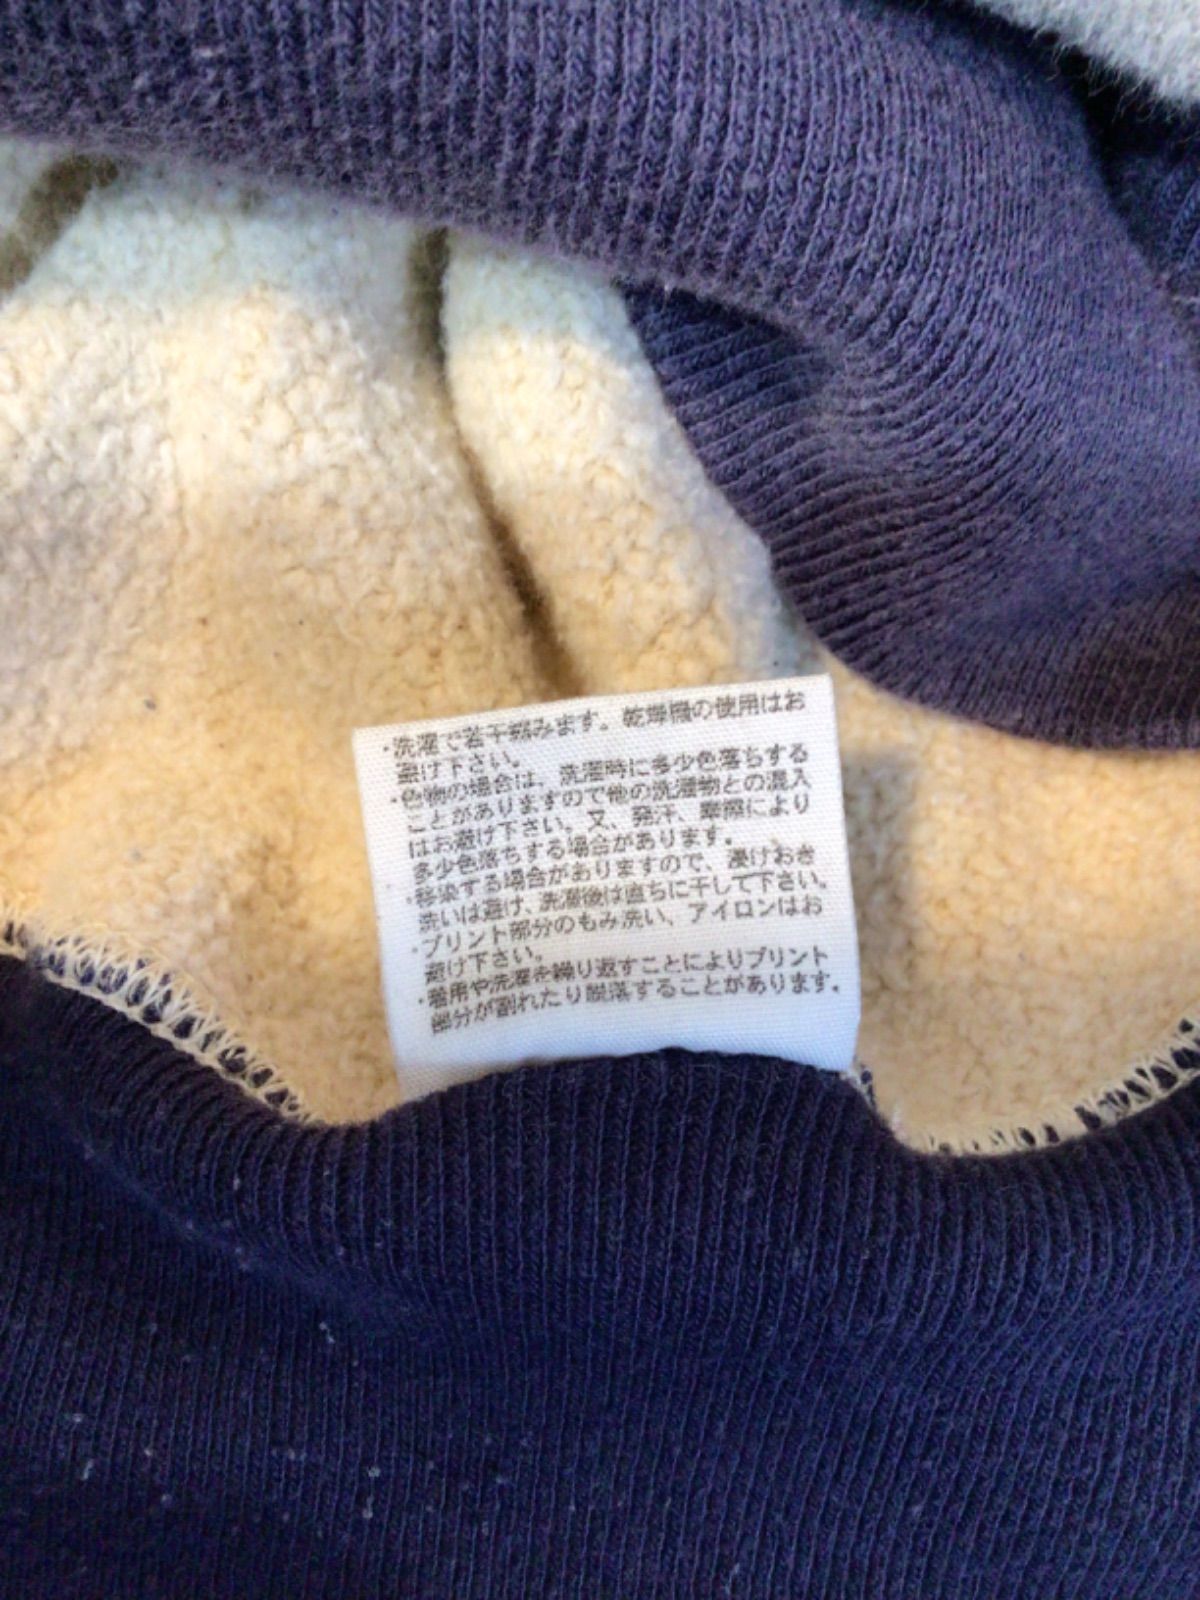 ・洗濯で若干縮みます。乾燥機の使用はお
避け下さい。
・色物の場合は、洗濯時に多少色落ちする
ことがありますので他の洗濯物との混入
はお避け下さい。又、発汗、摩擦により
多少色落ちする場合があります。
・移染する場合がありますので、浸けおき
洗いは避け、洗濯後は直ちに干して下さい。
・プリント部分のもみ洗い、アイロンはお
避け下さい。
・着用や洗濯を繰り返すことによりプリント
部分が割れたり脱落することがあります。